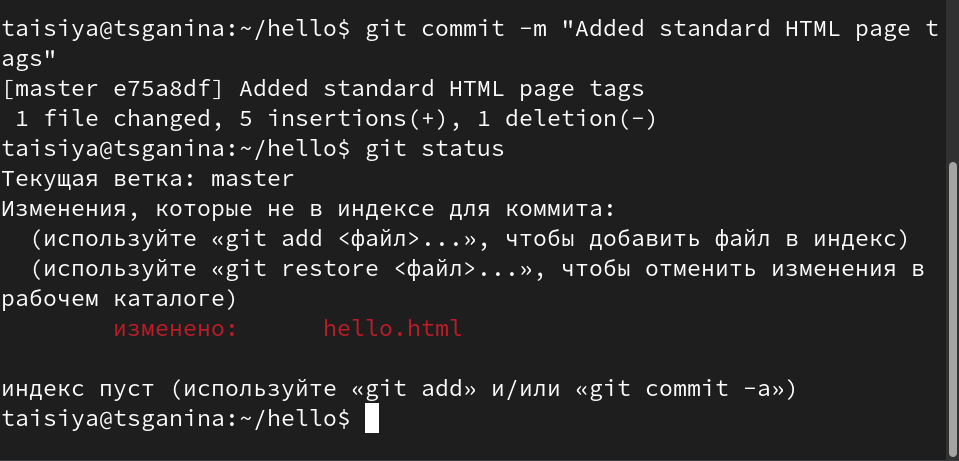 taisiya@tsganina:~/hello$ git commit -m "Added standard HTML page t
ags"
[master e75a8df] Added standard HTML page tags
 1 file changed, 5 insertions(+), 1 deletion(-)
taisiya@tsganina:~/hello$ git status
Текущая ветка: master
Изменения, которые не в индексе для коммита:
  (используйте «git add <файл>...», чтобы добавить файл в индекс)
  (используйте «git restore <файл>...», чтобы отменить изменения в
рабочем каталоге)
        изменено:      hello.html

индекс пуст (используйте «git add» и/или «git commit -a»)
taisiya@tsganina:~/hello$